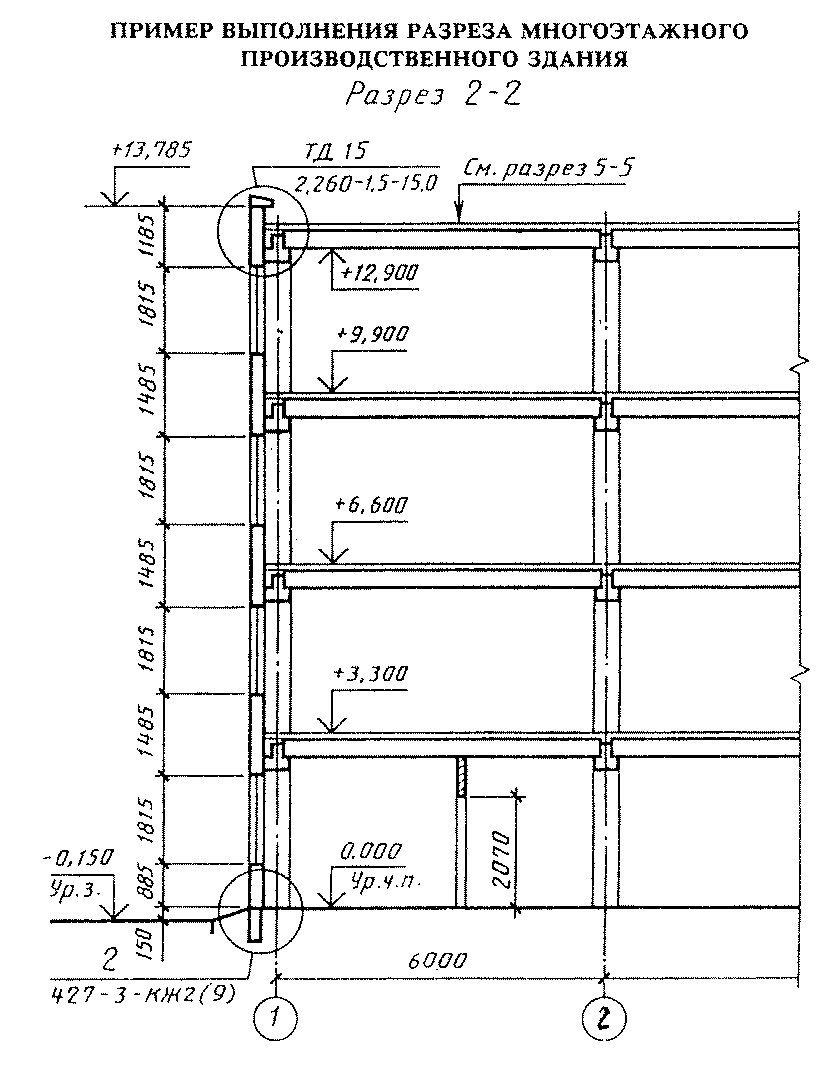 ПРИМЕР ВЫПОЛНЕНИЯ РАЗРЕЗА МНОГОЭТАЖНОГО
ПРОИЗВОДСТВЕННОГО ЗДАНИЯ
Разрез 2-2
+13,785
ТД 15
2,260-1,5-15,0
См. разрез 5-5
1185
+12,900
1815
+9,900
1485
1815
+6,600
1485
1815
+3,300
1485
1815
2070
-0,150
Ур.з.
885
0.000
Ур.ч.п.
150
2
427-3-КЖ2(9)
6000
1
2